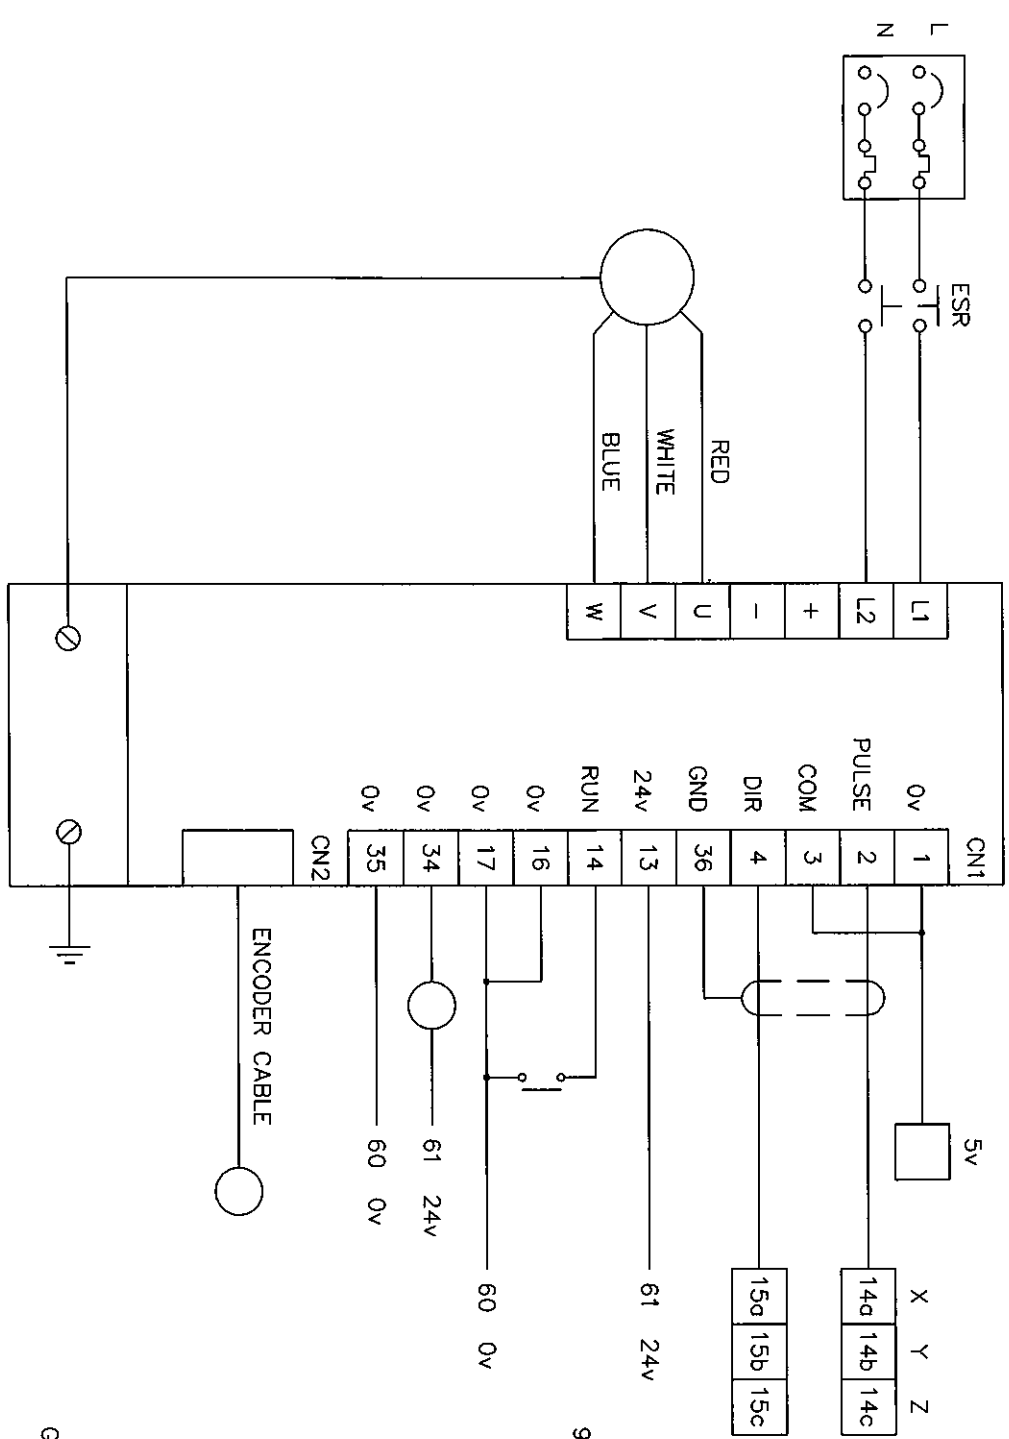 L
N
ESR
RED
WHITE
BLUE
L1
L2
+
-
U
V
W
CN1
0v 1
PULSE 2
COM 3
DIR 4
GND 36
24v 13
RUN 14
0v 16
0v 17
0v 34
0v 35
CN2
5v
X Y Z
14a 14b 14c
15a 15b 15c
61 24v
60 0v
61 24v
60 0v
ENCODER CABLE
9
G